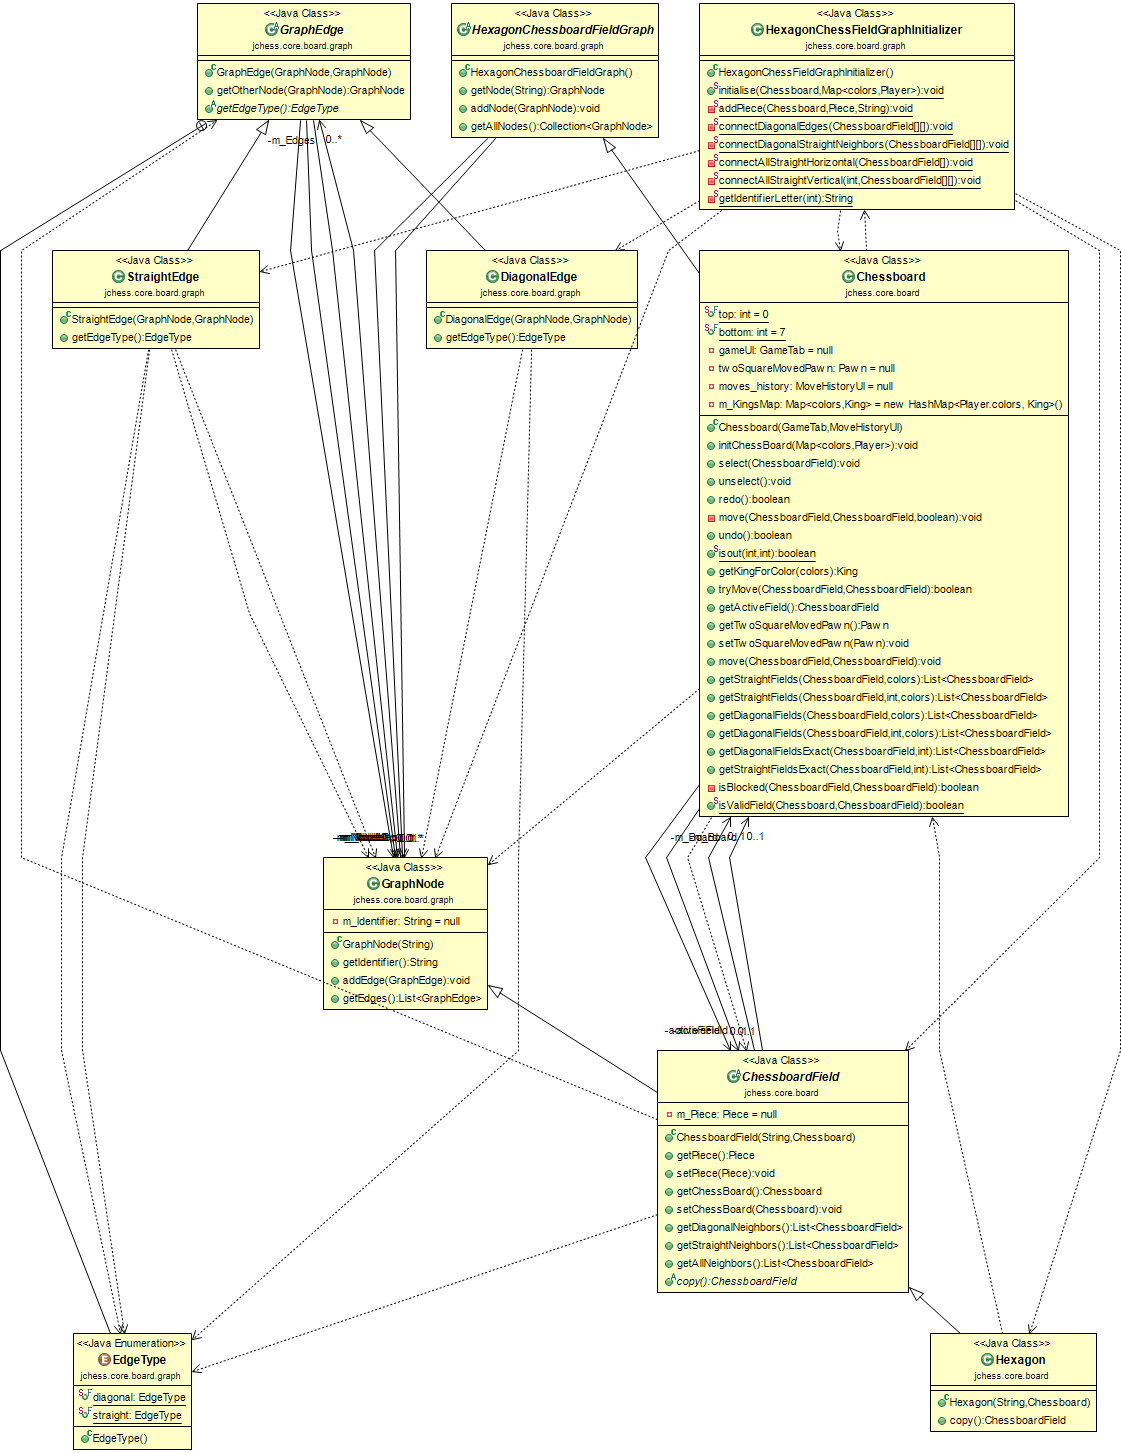 <<Java Class>>
GraphEdge
jchess.core.board.graph
GraphEdge(GraphNode,GraphNode)
getOtherNode(GraphNode):GraphNode
getEdgeType():EdgeType
<<Java Class>>
HexagonChessboardFieldGraph
jchess.core.board.graph
HexagonChessboardFieldGraph()
getNode(String):GraphNode
addNode(GraphNode):void
getAllNodes():Collection<GraphNode>
<<Java Class>>
HexagonChessFieldGraphInitializer
jchess.core.board.graph
HexagonChessFieldGraphInitializer()
initialise(Chessboard,Map<colors,Player>):void
addPiece(Chessboard,Piece,String):void
connectDiagonalEdges(ChessboardField[][]):void
connectDiagonalStraightNeighbors(ChessboardField[][]):void
connectAllStraightHorizontal(ChessboardField[]):void
connectAllStraightVertical(int,ChessboardField[][]):void
getIdentifierLetter(int):String
-m_Edges 0..*
<<Java Class>>
StraightEdge
jchess.core.board.graph
StraightEdge(GraphNode,GraphNode)
getEdgeType():EdgeType
<<Java Class>>
DiagonalEdge
jchess.core.board.graph
DiagonalEdge(GraphNode,GraphNode)
getEdgeType():EdgeType
<<Java Class>>
Chessboard
jchess.core.board
top: int = 0
bottom: int = 7
gameUI: GameTab = null
twoSquareMovedPawn: Pawn = null
moves_history: MoveHistoryUI = null
m_KingsMap: Map<colors,King> = new HashMap<Player.colors, King>()
Chessboard(GameTab,MoveHistoryUI)
initChessBoard(Map<colors,Player>):void
select(ChessboardField):void
unselect():void
redo():boolean
move(ChessboardField,ChessboardField,boolean):void
undo():boolean
isout(int,int):boolean
getKingForColor(colors):King
tryMove(ChessboardField,ChessboardField):boolean
getActiveField():ChessboardField
getTwoSquareMovedPawn():Pawn
setTwoSquareMovedPawn(Pawn):void
move(ChessboardField,ChessboardField):void
getStraightFields(ChessboardField,colors):List<ChessboardField>
getStraightFields(ChessboardField,int,colors):List<ChessboardField>
getDiagonalFields(ChessboardField,colors):List<ChessboardField>
getDiagonalFields(ChessboardField,int,colors):List<ChessboardField>
getDiagonalFieldsExact(ChessboardField,int):List<ChessboardField>
getStraightFieldsExact(ChessboardField,int):List<ChessboardField>
isBlocked(ChessboardField,ChessboardField):boolean
isValidField(Chessboard,ChessboardField):boolean
<<Java Class>>
GraphNode
jchess.core.board.graph
m_Identifier: String = null
GraphNode(String)
getIdentifier():String
addEdge(GraphEdge):void
getEdges():List<GraphEdge>
<<Java Class>>
ChessboardField
jchess.core.board
m_Piece: Piece = null
ChessboardField(String,Chessboard)
getPiece():Piece
setPiece(Piece):void
getChessBoard():Chessboard
setChessBoard(Chessboard):void
getDiagonalNeighbors():List<ChessboardField>
getStraightNeighbors():List<ChessboardField>
getAllNeighbors():List<ChessboardField>
copy():ChessboardField
<<Java Enumeration>>
EdgeType
jchess.core.board.graph
diagonal: EdgeType
straight: EdgeType
EdgeType()
<<Java Class>>
Hexagon
jchess.core.board
Hexagon(String,Chessboard)
copy():ChessboardField